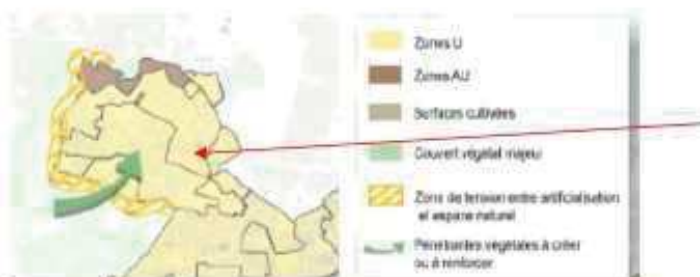 Zones U
Zones AU
Surfaces cultivées
Couvert végétal majeur
Zone de tension entre artificialisation
et espace naturel
Pénétrantes végétales à créer
ou à renforcer